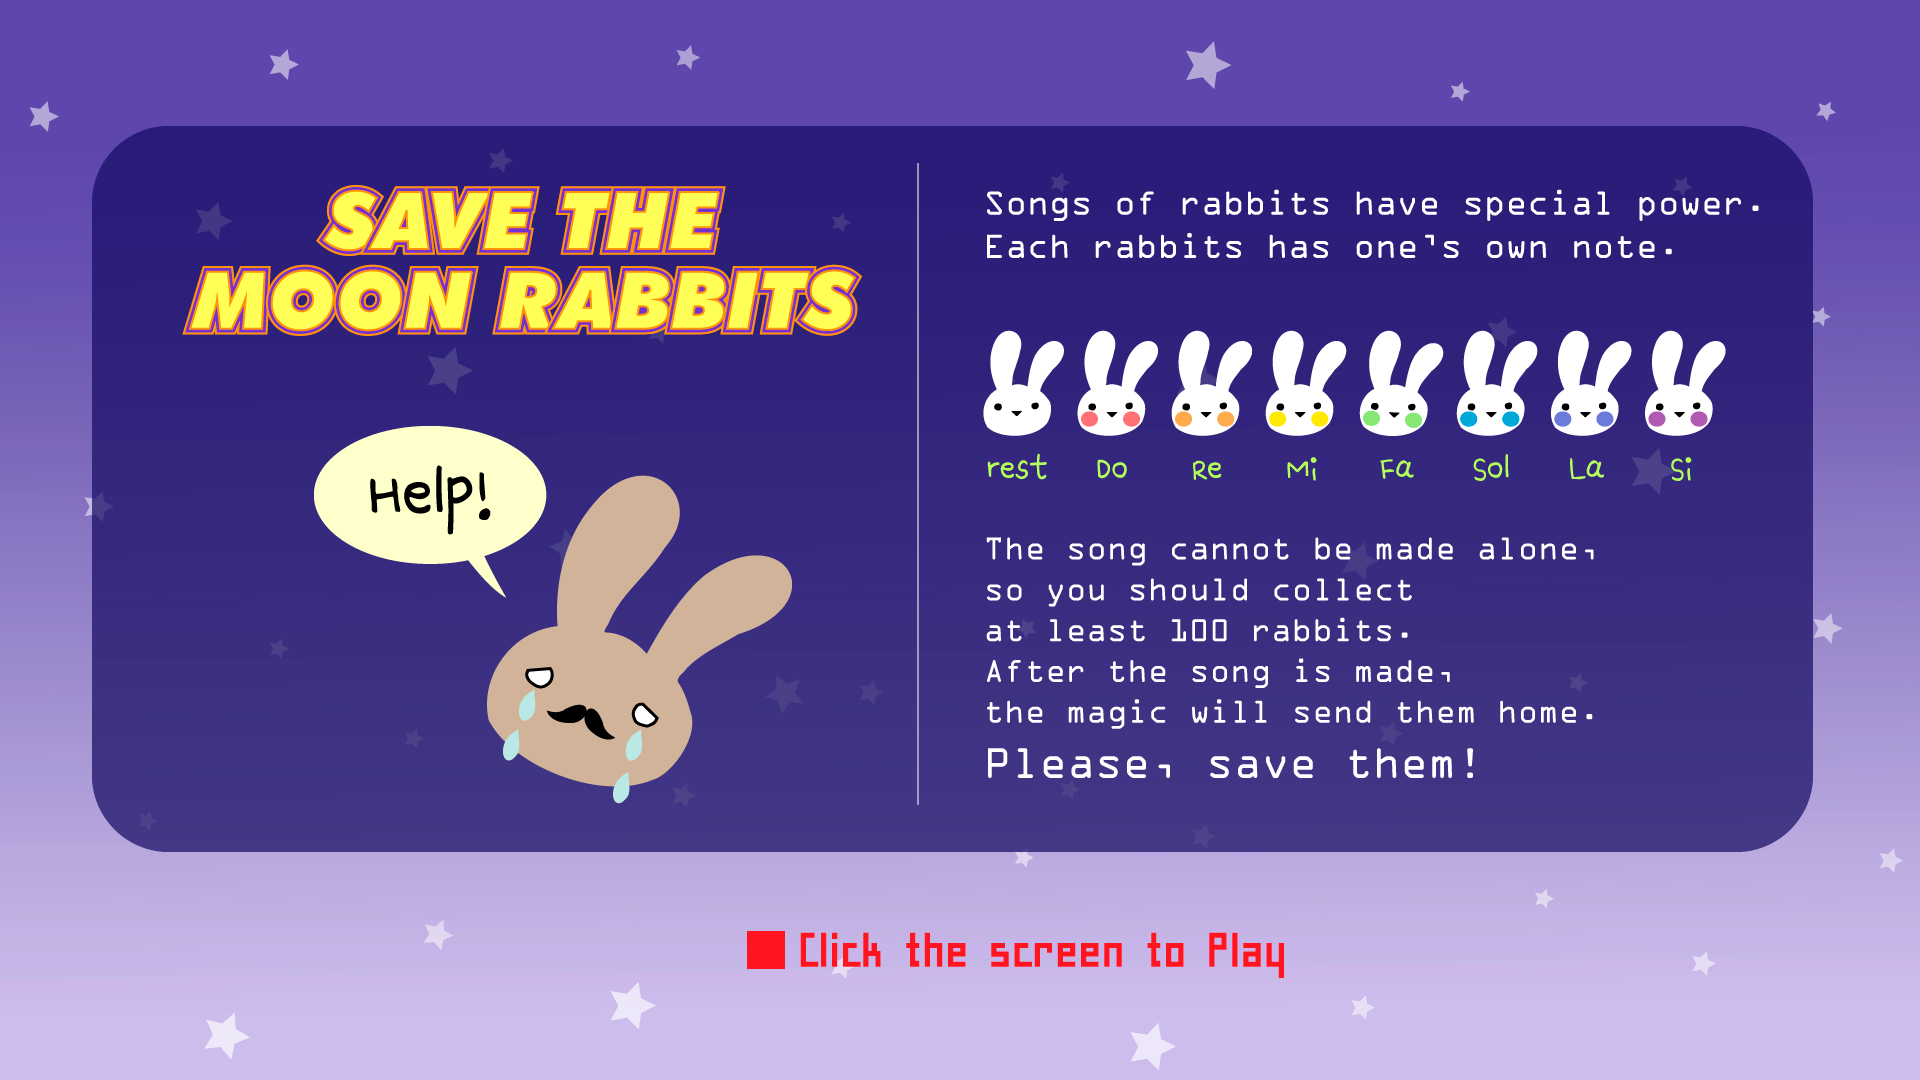 SAVE THE
MOON RABBITS
Help!
Songs of rabbits have special power.
Each rabbits has one's own note.
rest Do Re Mi Fa Sol La Si
The song cannot be made alone,
so you should collect
at least 100 rabbits.
After the song is made,
the magic will send them home.
Please, save them!
Click the screen to Play